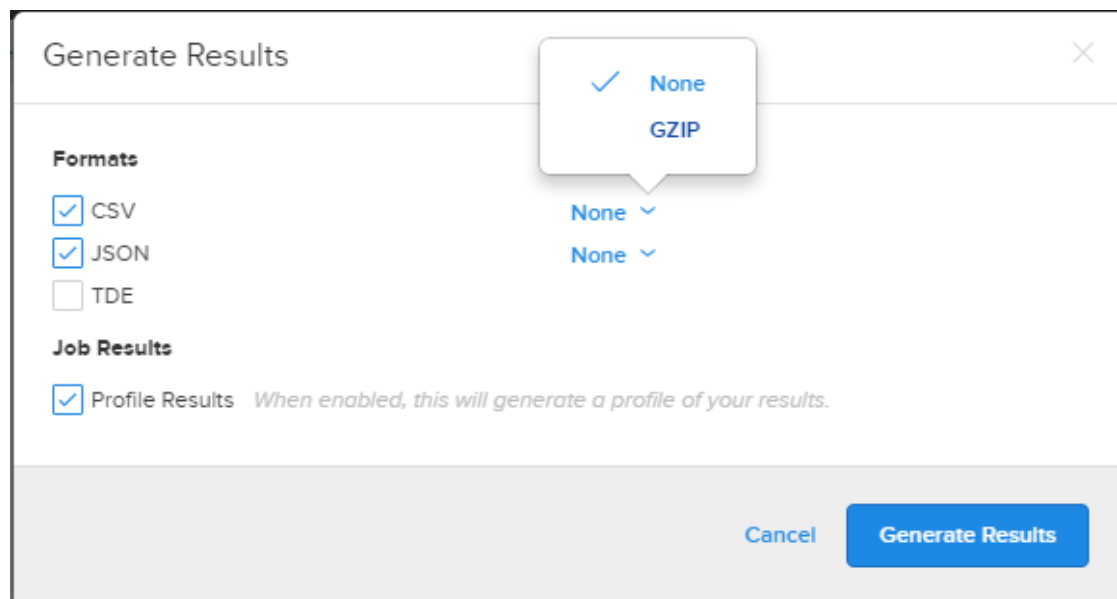 Generate Results
None
GZIP
Formats
CSV None
JSON None
TDE
Job Results
Profile Results When enabled, this will generate a profile of your results.
Cancel Generate Results